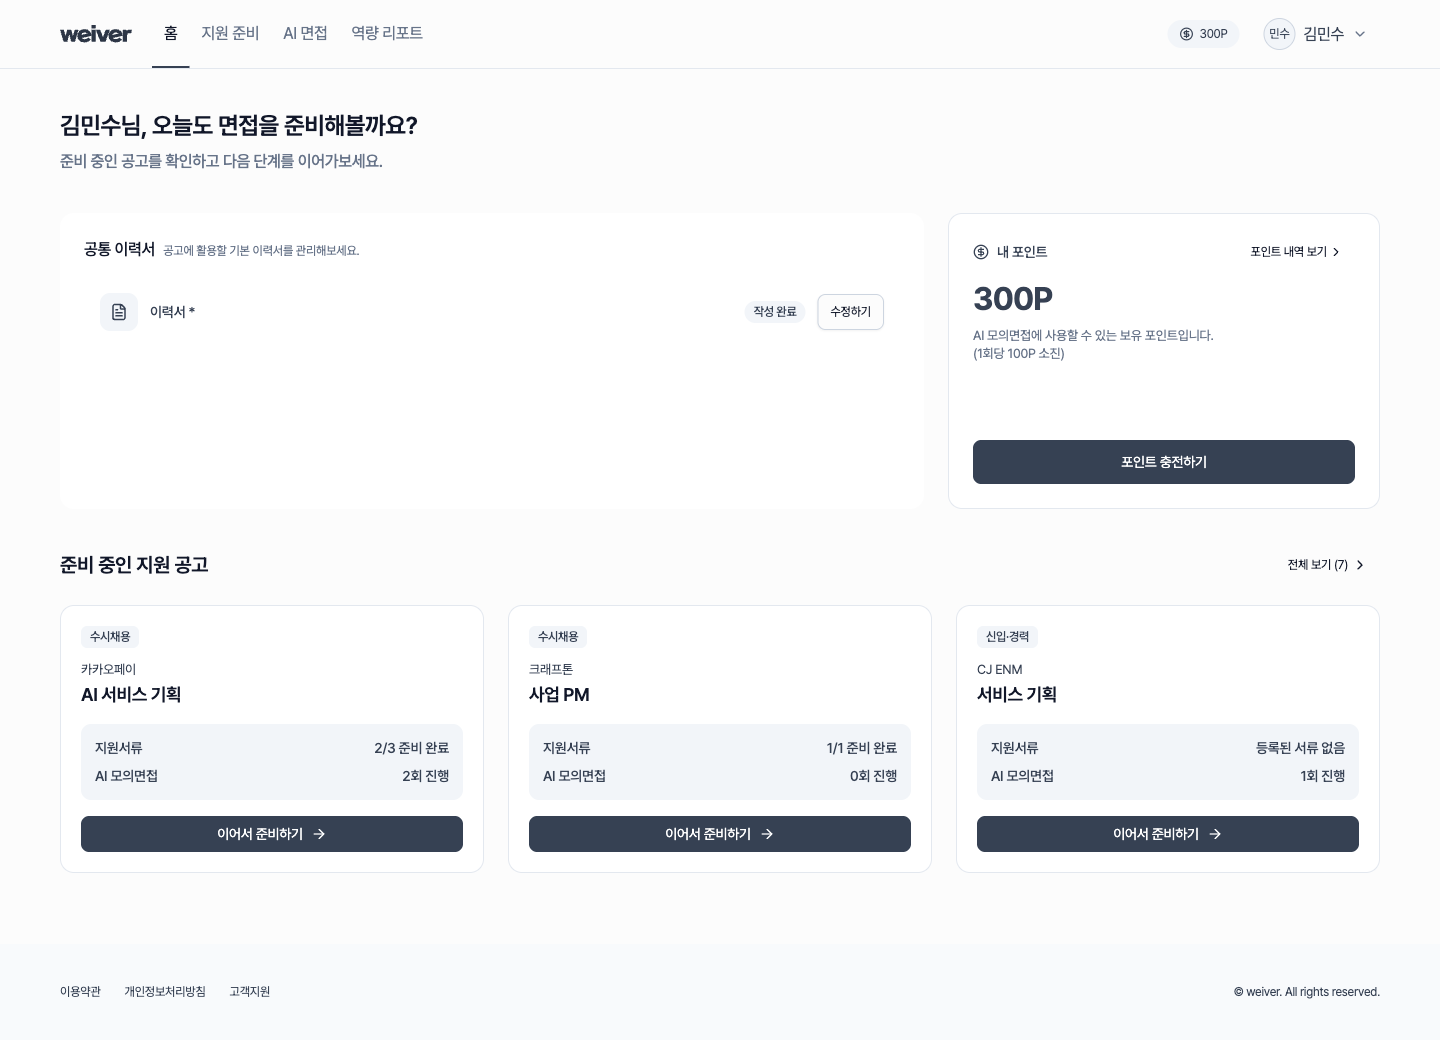 weiver
홈
지원 준비
AI 면접
역량 리포트
300P
민수
김민수
김민수님, 오늘도 면접을 준비해볼까요?
준비 중인 공고를 확인하고 다음 단계를 이어가보세요.
공통 이력서 공고에 활용할 기본 이력서를 관리해보세요.
이력서 *
작성 완료
수정하기
내 포인트
포인트 내역 보기
300P
AI 모의면접에 사용할 수 있는 보유 포인트입니다.
(1회당 100P 소진)
포인트 충전하기
준비 중인 지원 공고
전체 보기 (7)
수시채용
카카오페이
AI 서비스 기획
지원서류 2/3 준비 완료
AI 모의면접 2회 진행
이어서 준비하기
수시채용
크래프톤
사업 PM
지원서류 1/1 준비 완료
AI 모의면접 0회 진행
이어서 준비하기
신입·경력
CJ ENM
서비스 기획
지원서류 등록된 서류 없음
AI 모의면접 1회 진행
이어서 준비하기
이용약관
개인정보처리방침
고객지원
© weiver. All rights reserved.